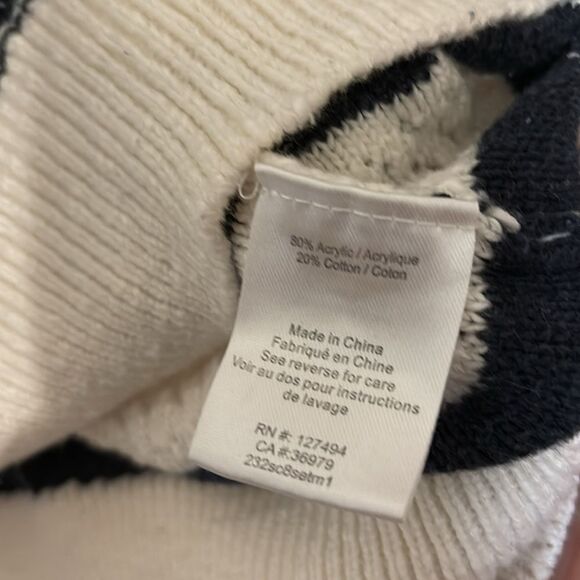 80% Acrylic / Acrylique
20% Cotton / Coton
Made in China
Fabriqué en Chine
See reverse for care
Voir au dos pour instructions
de lavage
RN #: 127494
CA #:36979
232sc8setm1